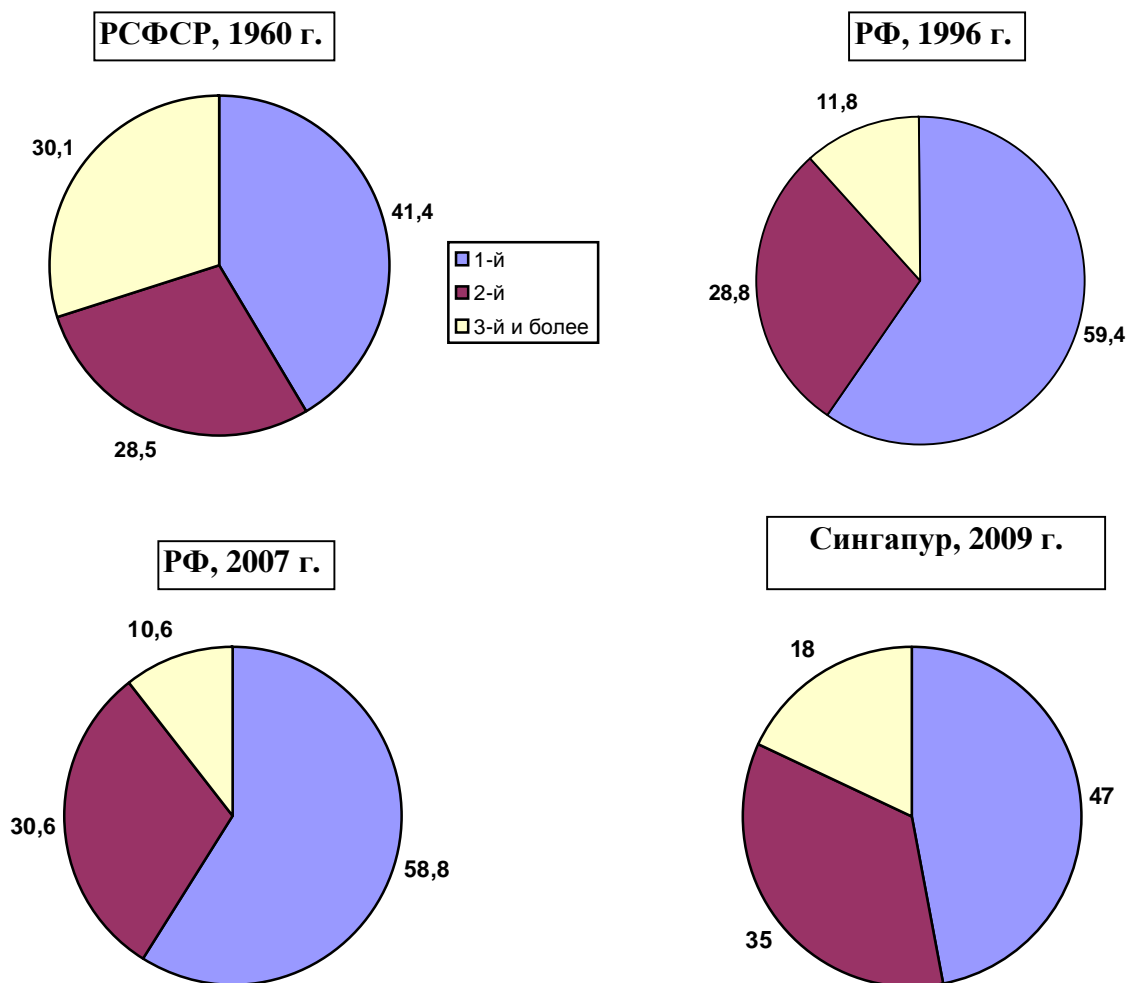 РСФСР, 1960 г.
30,1
41,4
28,5
1-й
2-й
3-й и более
РФ, 1996 г.
11,8
28,8
59,4
РФ, 2007 г.
10,6
30,6
58,8
Сингапур, 2009 г.
18
47
35